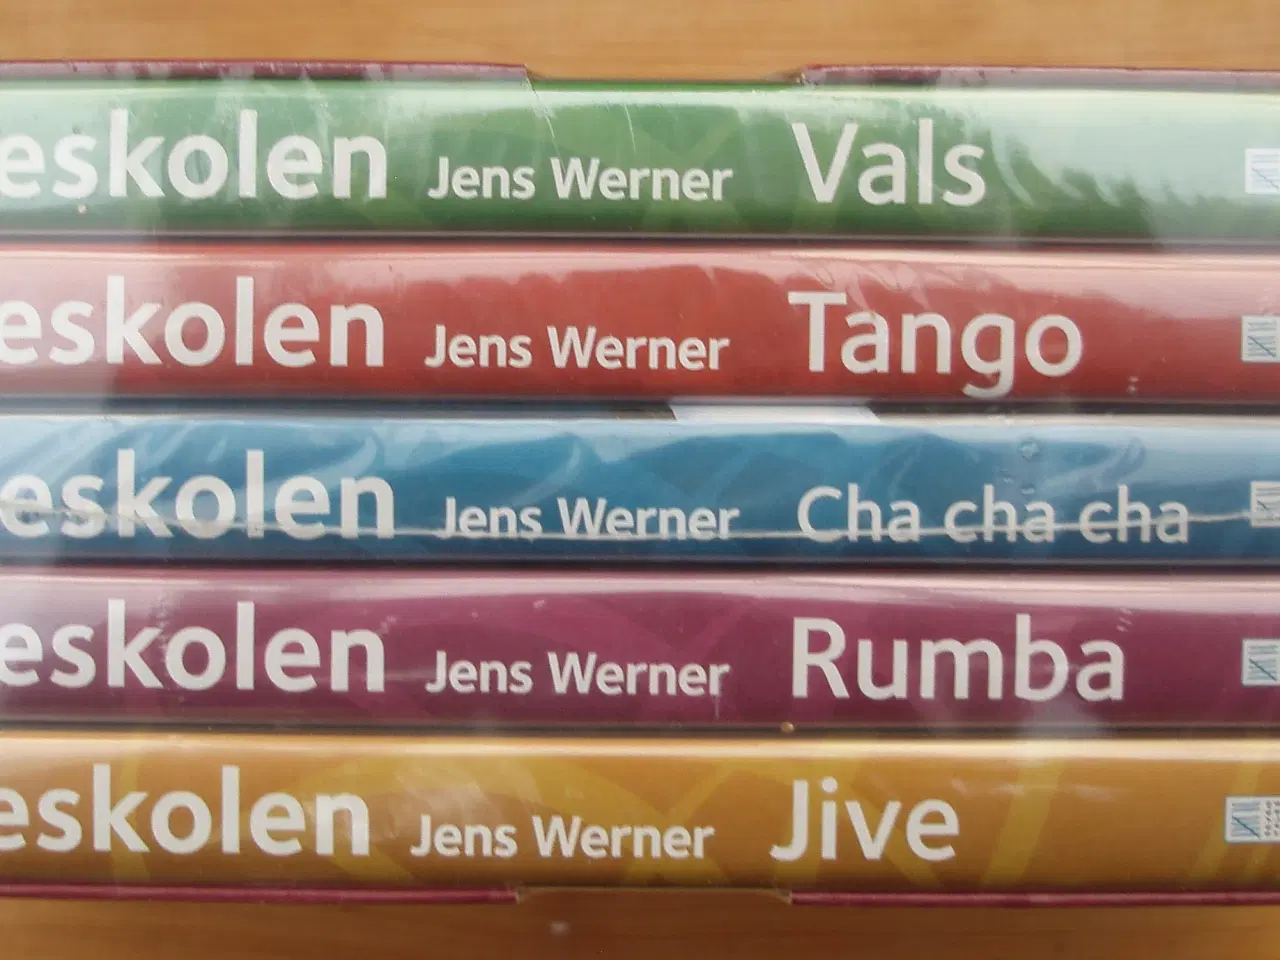 eskolen Jens Werner Vals
eskolen Jens Werner Tango
eskolen Jens Werner Cha cha cha
eskolen Jens Werner Rumba
eskolen Jens Werner Jive